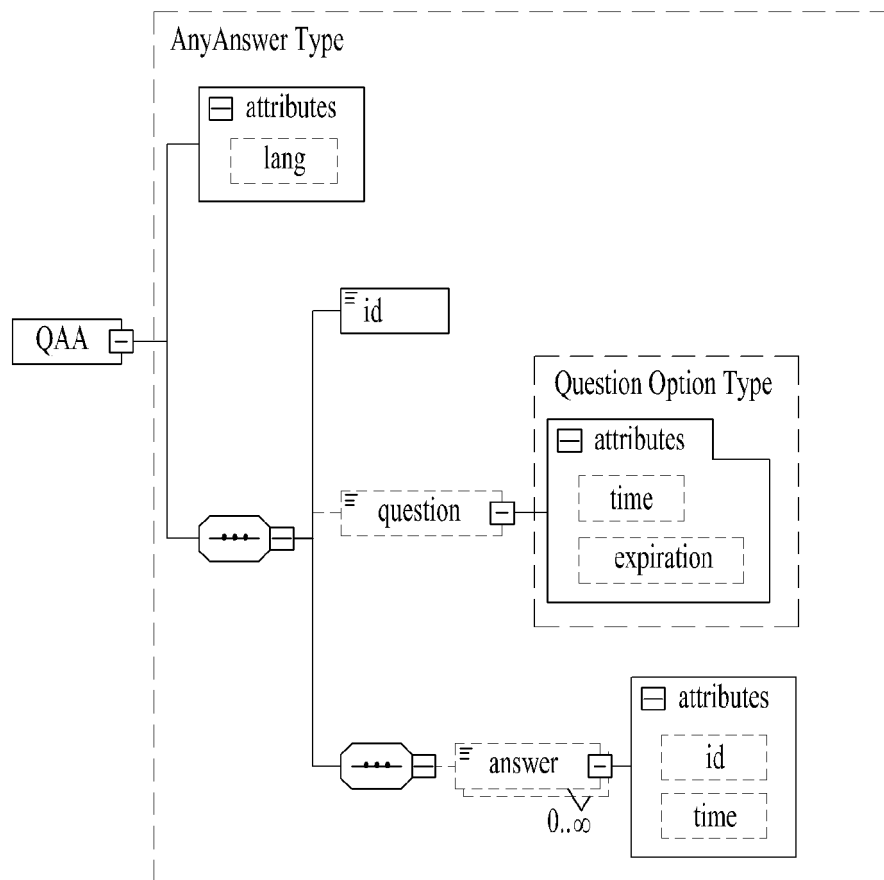 AnyAnswer Type
attributes
lang
QAA
id
Question Option Type
attributes
time
expiration
question
attributes
id
time
answer
0..∞